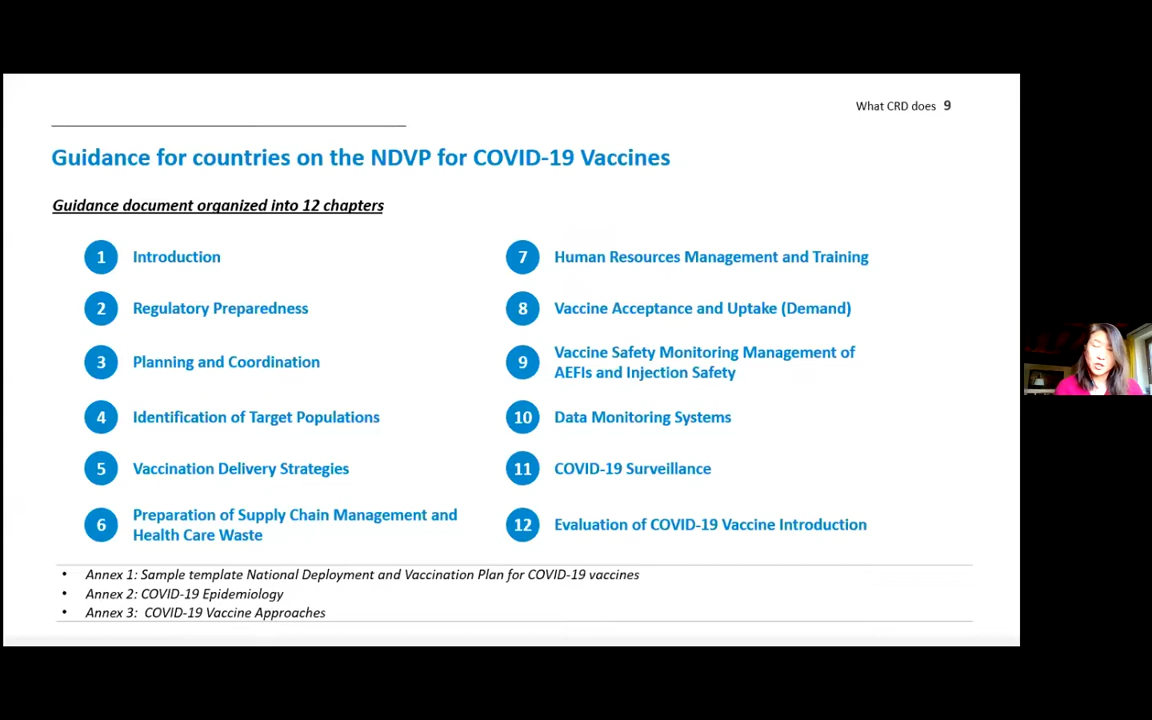 What CRD does 9
Guidance for countries on the NDVP for COVID-19 Vaccines
Guidance document organized into 12 chapters
1 Introduction
2 Regulatory Preparedness
3 Planning and Coordination
4 Identification of Target Populations
5 Vaccination Delivery Strategies
6 Preparation of Supply Chain Management and
Health Care Waste
7 Human Resources Management and Training
8 Vaccine Acceptance and Uptake (Demand)
9 Vaccine Safety Monitoring Management of
AEFIs and Injection Safety
10 Data Monitoring Systems
11 COVID-19 Surveillance
12 Evaluation of COVID-19 Vaccine Introduction
• Annex 1: Sample template National Deployment and Vaccination Plan for COVID-19 vaccines
• Annex 2: COVID-19 Epidemiology
• Annex 3: COVID-19 Vaccine Approaches